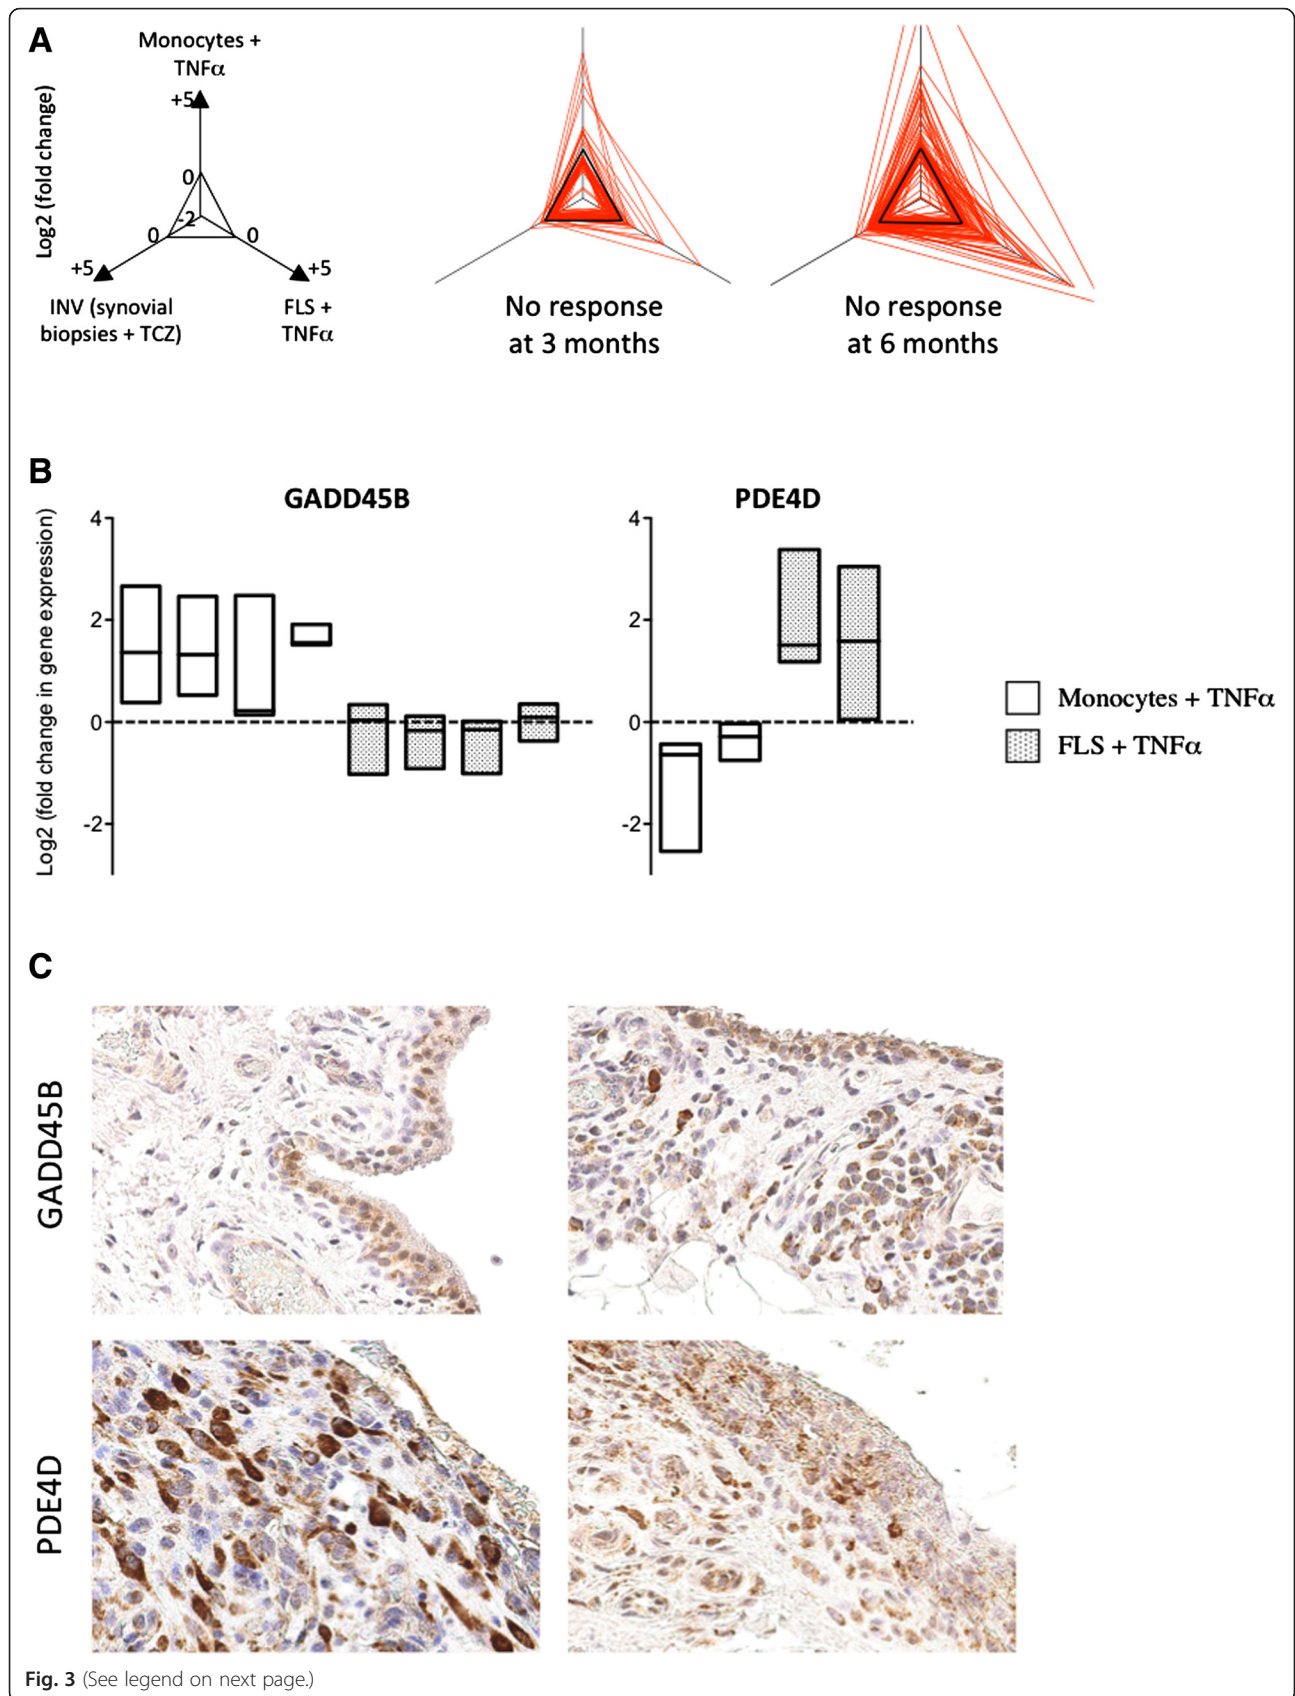 A
Monocytes +
TNFα
Log2 (fold change)
+5
0
-2
0
0
+5
+5
INV (synovial
biopsies + TCZ)
FLS +
TNFα
No response
at 3 months
No response
at 6 months
B
GADD45B
PDE4D
Log2 (fold change in gene expression)
4
2
0
-2
4
2
0
-2
Monocytes + TNFα
FLS + TNFα
C
GADD45B
PDE4D
Fig. 3 (See legend on next page.)